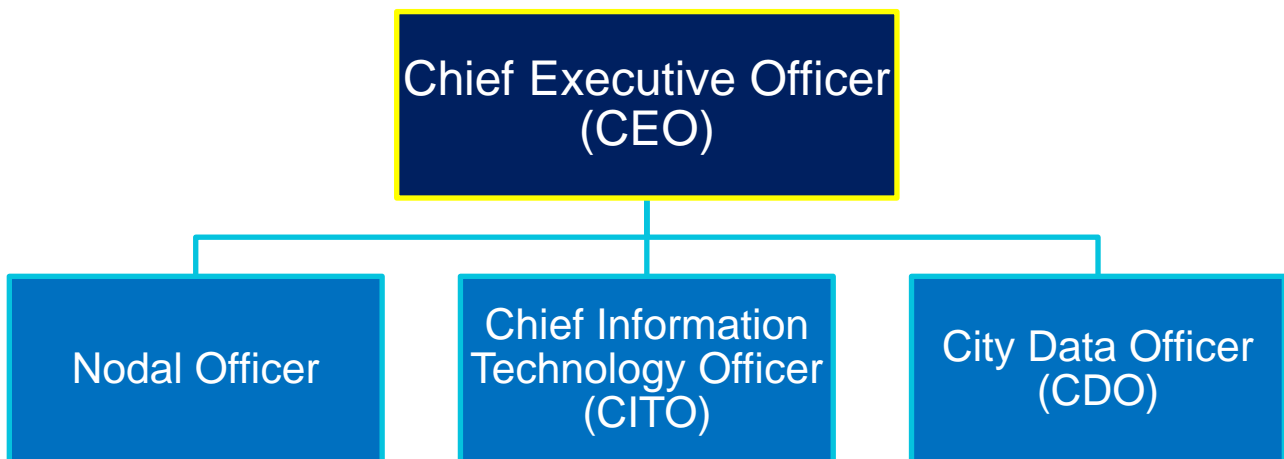 Chief Executive Officer
(CEO)
Nodal Officer
Chief Information
Technology Officer
(CITO)
City Data Officer
(CDO)